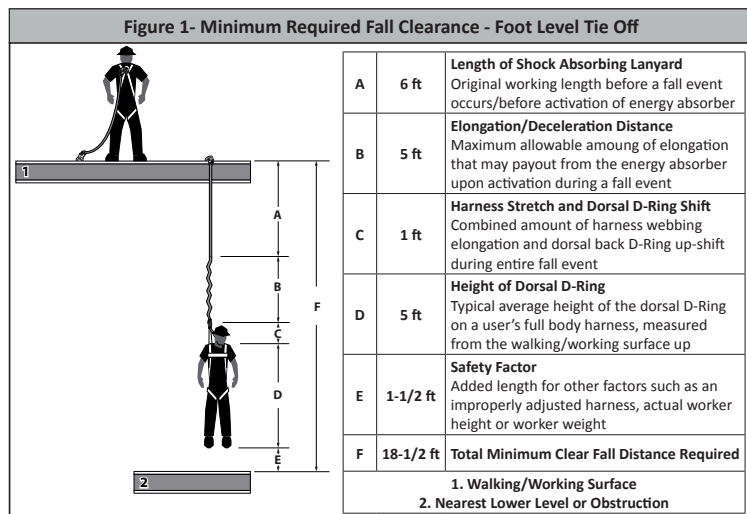 Figure 1- Minimum Required Fall Clearance - Foot Level Tie Off
1
A
B
C
D
E
F
2
A
6 ft
Length of Shock Absorbing Lanyard
Original working length before a fall event
occurs/before activation of energy absorber
B
5 ft
Elongation/Deceleration Distance
Maximum allowable amoung of elongation
that may payout from the energy absorber
upon activation during a fall event
C
1 ft
Harness Stretch and Dorsal D-Ring Shift
Combined amount of harness webbing
elongation and dorsal back D-Ring up-shift
during entire fall event
D
5 ft
Height of Dorsal D-Ring
Typical average height of the dorsal D-Ring
on a user's full body harness, measured
from the walking/working surface up
E
1-1/2 ft
Safety Factor
Added length for other factors such as an
improperly adjusted harness, actual worker
height or worker weight
F
18-1/2 ft
Total Minimum Clear Fall Distance Required
1. Walking/Working Surface
2. Nearest Lower Level or Obstruction